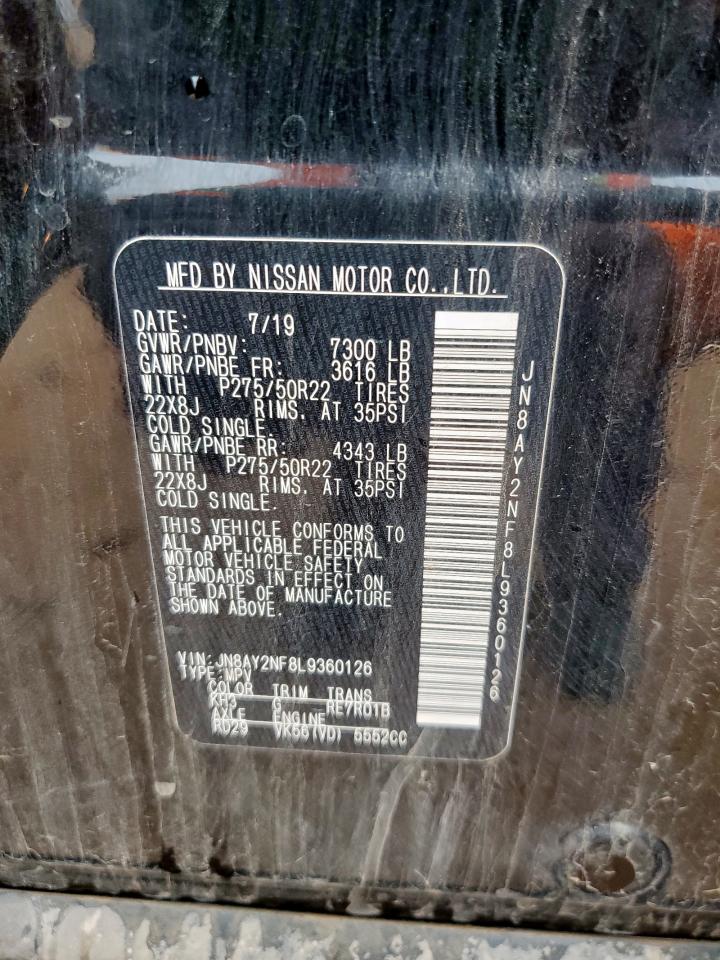 MFD BY NISSAN MOTOR CO.,LTD.
DATE: 7/19
GVWR/PNBV: 7300 LB
GAWR/PNBE FR: 3616 LB
WITH P275/50R22 TIRES
22X8J RIMS. AT 35PSI
COLD SINGLE.
GAWR/PNBE RR: 4343 LB
WITH P275/50R22 TIRES
22X8J RIMS. AT 35PSI
COLD SINGLE.
THIS VEHICLE CONFORMS TO
ALL APPLICABLE FEDERAL
MOTOR VEHICLE SAFETY
STANDARDS IN EFFECT ON
THE DATE OF MANUFACTURE
SHOWN ABOVE.
VIN:JN8AY2NF8L9360126
TYPE:MPV
COLOR TRIM TRANS
KH3 G RE7R01B
AXLE ENGINE
RD29 VK56(VD) 5552CC
JN8AY2NF8L9360126